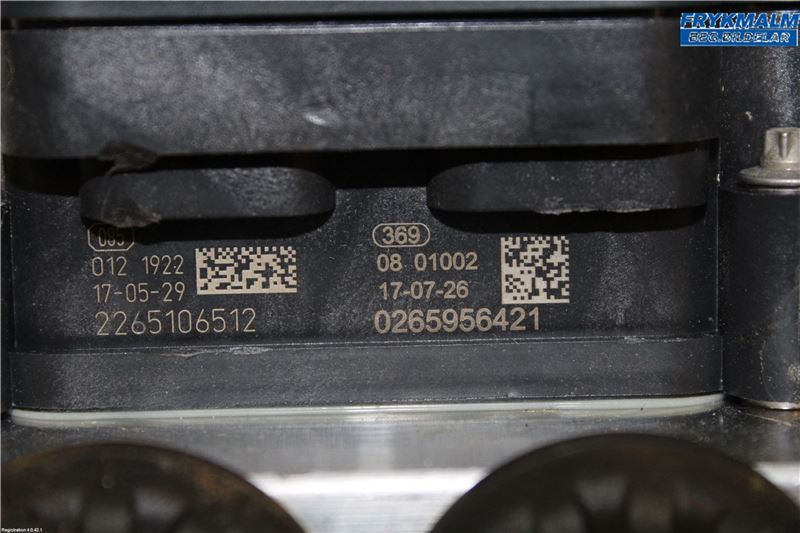 FRYKMALM
BEG.BILDELAR
085
012 1922
17-05-29
2265106512
369
08 01002
17-07-26
0265956421
Registration 4.0.42.1